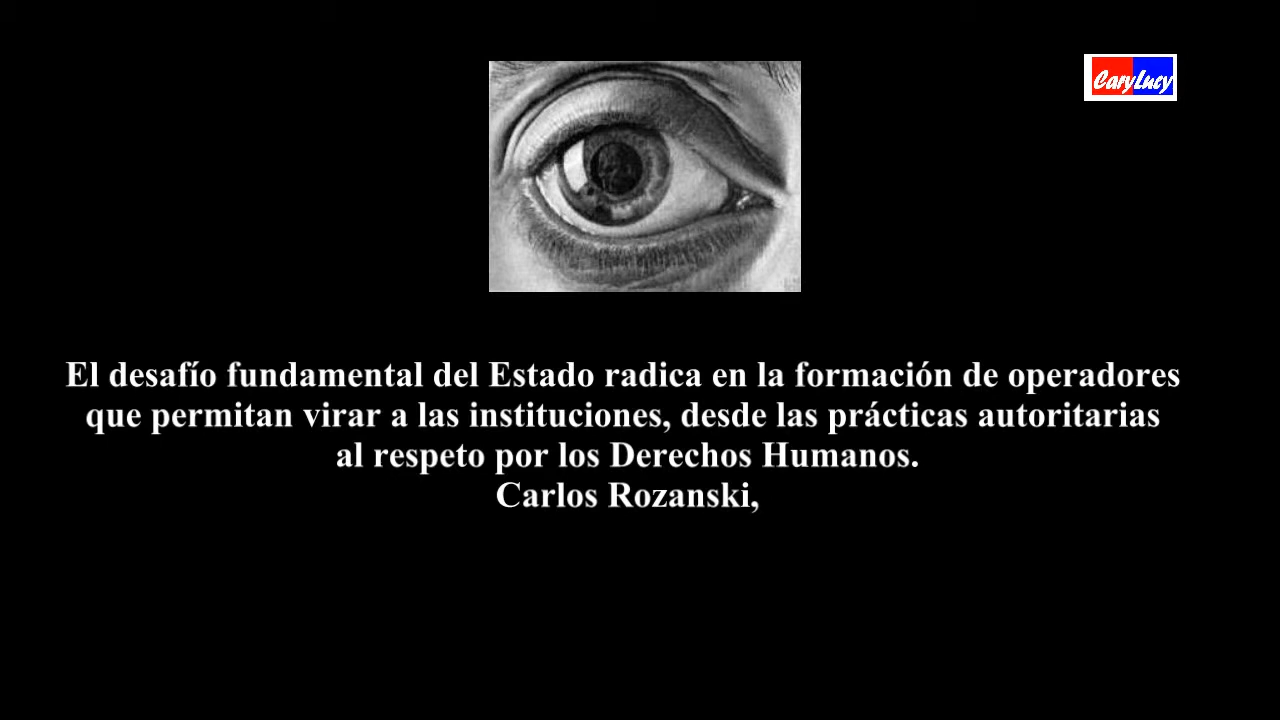 CaryLucy
El desafío fundamental del Estado radica en la formación de operadores
que permitan virar a las instituciones, desde las prácticas autoritarias
al respeto por los Derechos Humanos.
Carlos Rozanski,